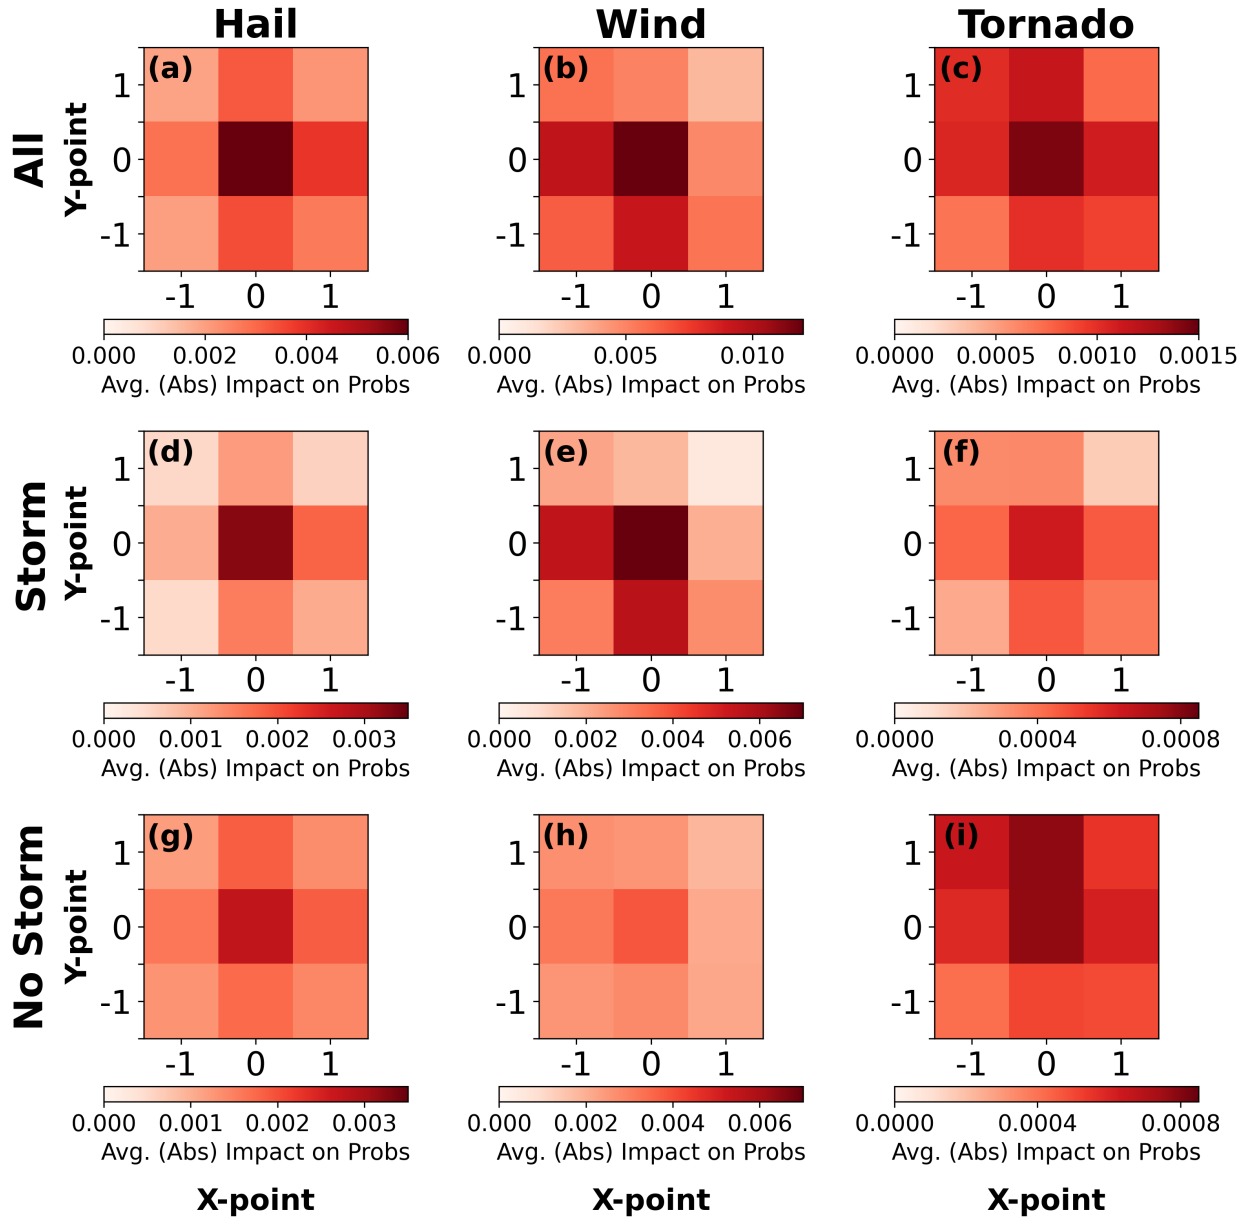 Hail Wind Tornado
All
Y-point
(a) (b) (c)
1 1 1
0 0 0
-1 -1 -1
-1 0 1 -1 0 1 -1 0 1
0.000 0.002 0.004 0.006 0.000 0.005 0.010 0.0000 0.0005 0.0010 0.0015
Avg. (Abs) Impact on Probs Avg. (Abs) Impact on Probs Avg. (Abs) Impact on Probs
Storm
Y-point
(d) (e) (f)
1 1 1
0 0 0
-1 -1 -1
-1 0 1 -1 0 1 -1 0 1
0.000 0.001 0.002 0.003 0.000 0.002 0.004 0.006 0.0000 0.0004 0.0008
Avg. (Abs) Impact on Probs Avg. (Abs) Impact on Probs Avg. (Abs) Impact on Probs
No Storm
Y-point
(g) (h) (i)
1 1 1
0 0 0
-1 -1 -1
-1 0 1 -1 0 1 -1 0 1
0.000 0.001 0.002 0.003 0.000 0.002 0.004 0.006 0.0000 0.0004 0.0008
Avg. (Abs) Impact on Probs Avg. (Abs) Impact on Probs Avg. (Abs) Impact on Probs
X-point X-point X-point